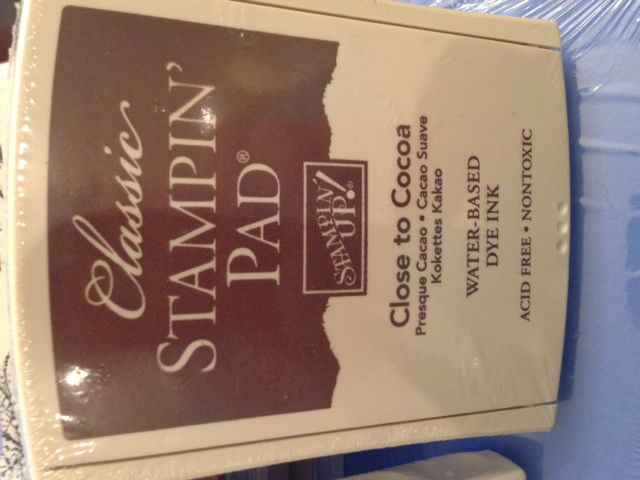 Classic
STAMPIN'
PAD®
STAMPIN'
UP!®
Close to Cocoa
Presque Cacao • Cacao Suave
Kokettes Kakao
WATER-BASED
DYE INK
ACID FREE • NONTOXIC